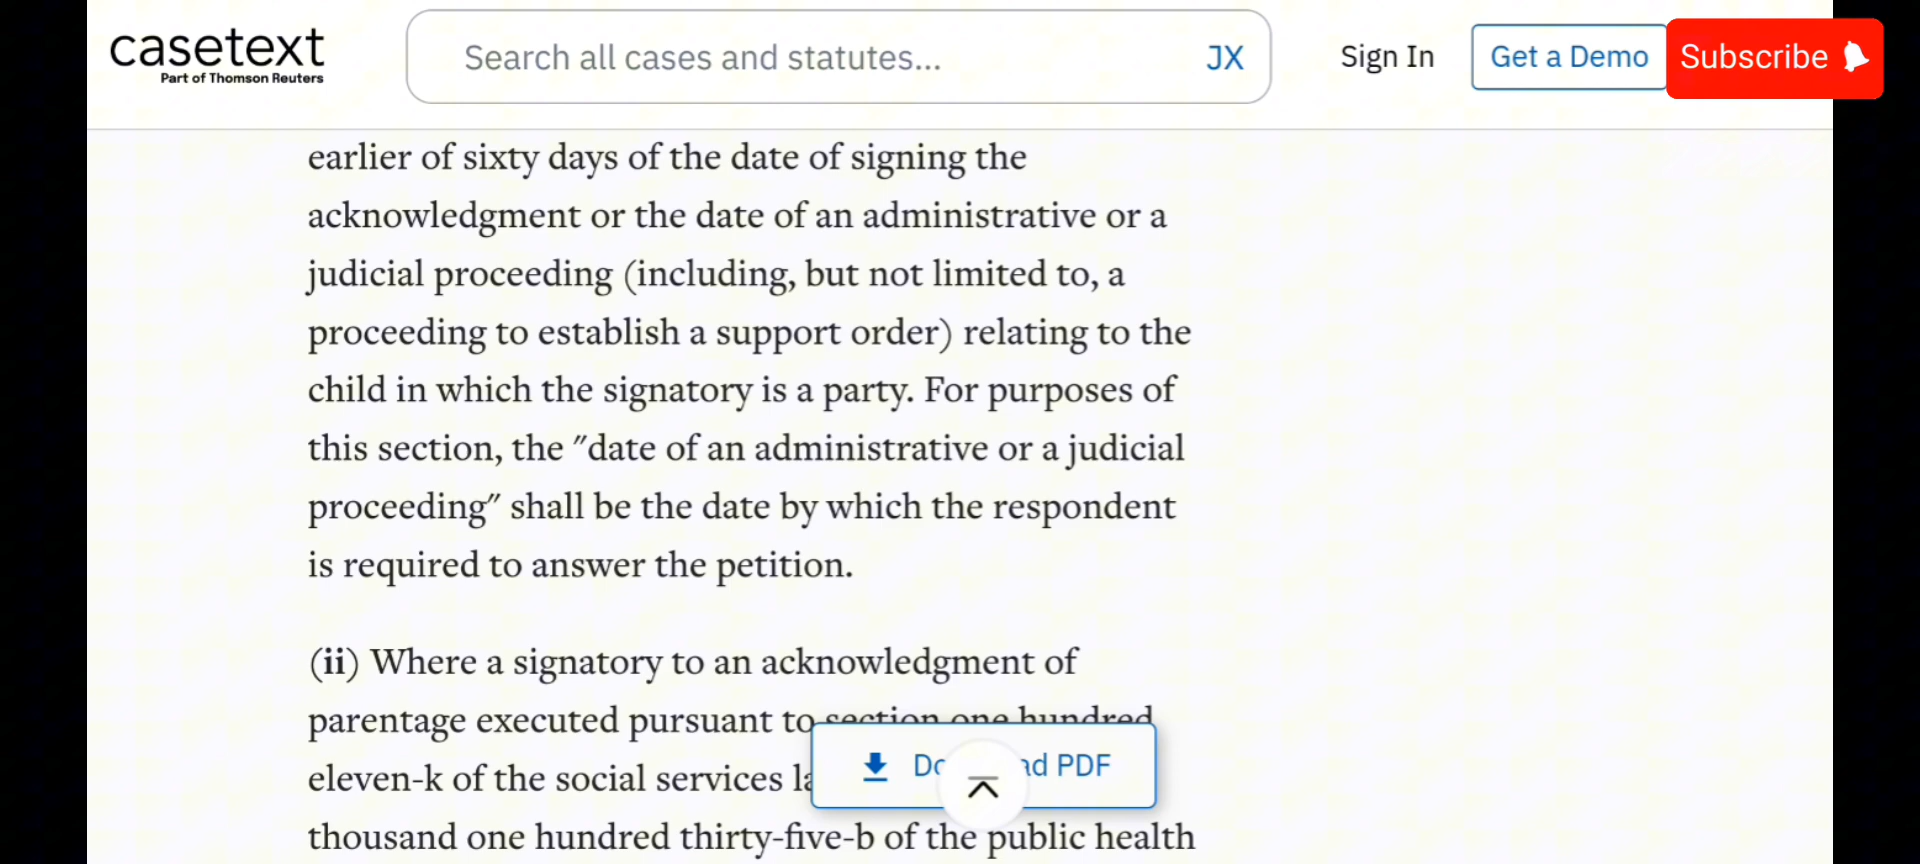 casetext
Part of Thomson Reuters
Search all cases and statutes... JX
Sign In
Get a Demo
Subscribe
earlier of sixty days of the date of signing the
acknowledgment or the date of an administrative or a
judicial proceeding (including, but not limited to, a
proceeding to establish a support order) relating to the
child in which the signatory is a party. For purposes of
this section, the "date of an administrative or a judicial
proceeding" shall be the date by which the respondent
is required to answer the petition.
(ii) Where a signatory to an acknowledgment of
parentage executed pursuant to section one hundred
eleven-k of the social services
PDF
thousand one hundred thirty-five-b of the public health